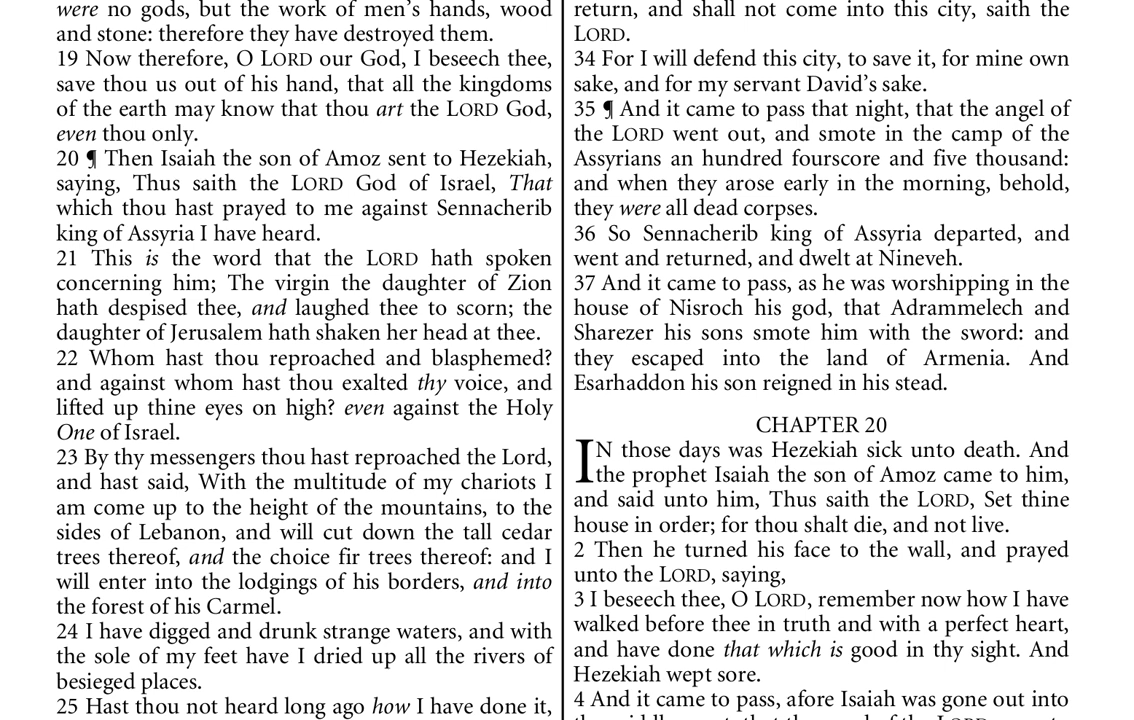 were no gods, but the work of men’s hands, wood
and stone: therefore they have destroyed them.
19 Now therefore, O LORD our God, I beseech thee,
save thou us out of his hand, that all the kingdoms
of the earth may know that thou art the LORD God,
even thou only.
20 ¶ Then Isaiah the son of Amoz sent to Hezekiah,
saying, Thus saith the LORD God of Israel, That
which thou hast prayed to me against Sennacherib
king of Assyria I have heard.
21 This is the word that the LORD hath spoken
concerning him; The virgin the daughter of Zion
hath despised thee, and laughed thee to scorn; the
daughter of Jerusalem hath shaken her head at thee.
22 Whom hast thou reproached and blasphemed?
and against whom hast thou exalted thy voice, and
lifted up thine eyes on high? even against the Holy
One of Israel.
23 By thy messengers thou hast reproached the Lord,
and hast said, With the multitude of my chariots I
am come up to the height of the mountains, to the
sides of Lebanon, and will cut down the tall cedar
trees thereof, and the choice fir trees thereof: and I
will enter into the lodgings of his borders, and into
the forest of his Carmel.
24 I have digged and drunk strange waters, and with
the sole of my feet have I dried up all the rivers of
besieged places.
25 Hast thou not heard long ago how I have done it,
return, and shall not come into this city, saith the
LORD.
34 For I will defend this city, to save it, for mine own
sake, and for my servant David’s sake.
35 ¶ And it came to pass that night, that the angel of
the LORD went out, and smote in the camp of the
Assyrians an hundred fourscore and five thousand:
and when they arose early in the morning, behold,
they were all dead corpses.
36 So Sennacherib king of Assyria departed, and
went and returned, and dwelt at Nineveh.
37 And it came to pass, as he was worshipping in the
house of Nisroch his god, that Adrammelech and
Sharezer his sons smote him with the sword: and
they escaped into the land of Armenia. And
Esarhaddon his son reigned in his stead.
CHAPTER 20
IN those days was Hezekiah sick unto death. And
the prophet Isaiah the son of Amoz came to him,
and said unto him, Thus saith the LORD, Set thine
house in order; for thou shalt die, and not live.
2 Then he turned his face to the wall, and prayed
unto the LORD, saying,
3 I beseech thee, O LORD, remember now how I have
walked before thee in truth and with a perfect heart,
and have done that which is good in thy sight. And
Hezekiah wept sore.
4 And it came to pass, afore Isaiah was gone out into